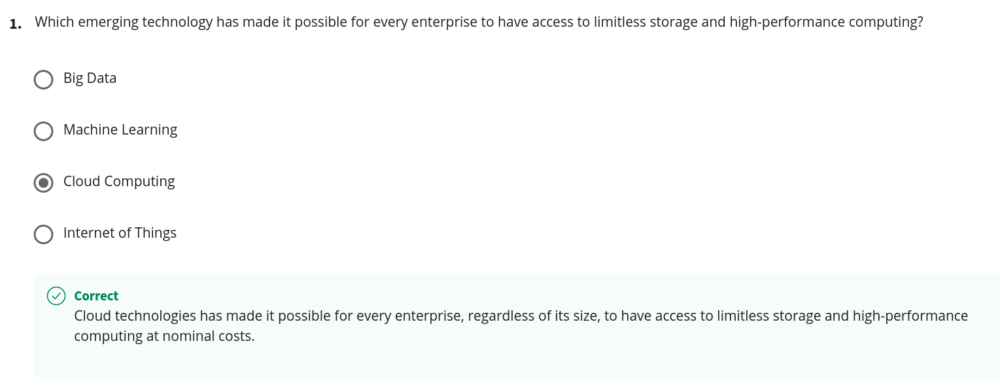 1. Which emerging technology has made it possible for every enterprise to have access to limitless storage and high-performance computing?
Big Data
Machine Learning
Cloud Computing
Internet of Things
Correct
Cloud technologies has made it possible for every enterprise, regardless of its size, to have access to limitless storage and high-performance
computing at nominal costs.